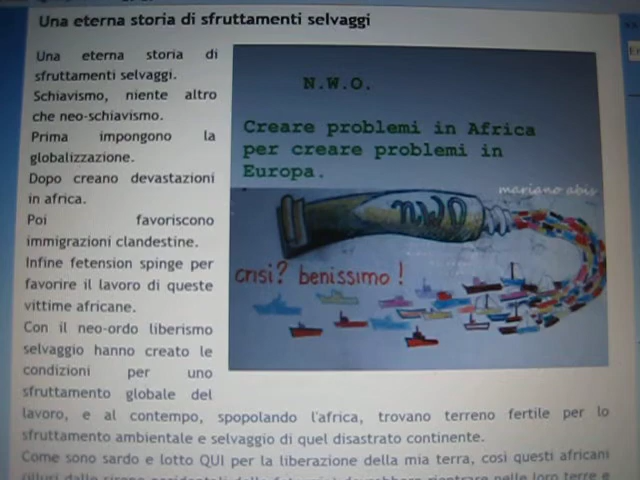 Una eterna storia di sfruttamenti selvaggi
Una eterna storia di
sfruttamenti selvaggi.
Schiavismo, niente altro
che neo-schiavismo.
Prima impongono la
globalizzazione.
Dopo creano devastazioni
in africa.
Poi favoriscono
immigrazioni clandestine.
Infine fetension spinge per
favorire il lavoro di queste
vittime africane.
Con il neo-ordo liberismo
selvaggio hanno creato le
condizioni per uno
sfruttamento globale del
lavoro, e al contempo, spopolando l'africa, trovano terreno fertile per lo
sfruttamento ambientale e selvaggio di quel disastrato continente.
Come sono sardo e lotto QUI per la liberazione della mia terra, così questi africani
N.W.O.
Creare problemi in Africa
per creare problemi in
Europa.
mariano abis
NWO
crisi? benissimo!